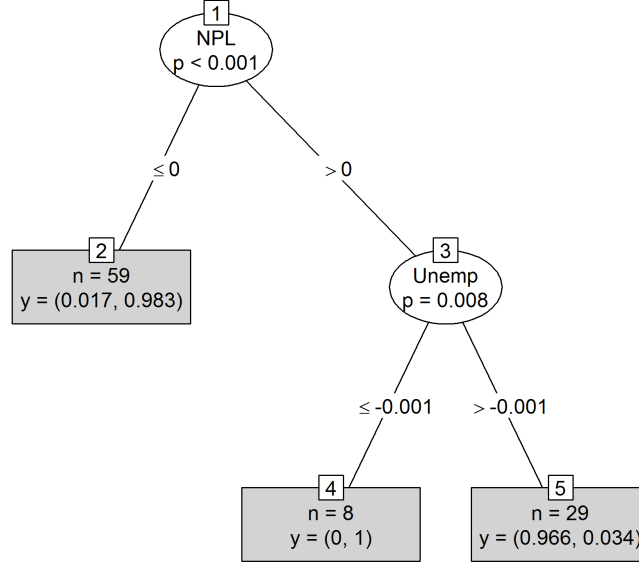 1
NPL
p < 0.001
≤ 0
> 0
2
n = 59
y = (0.017, 0.983)
3
Unemp
p = 0.008
≤ -0.001
> -0.001
4
n = 8
y = (0, 1)
5
n = 29
y = (0.966, 0.034)